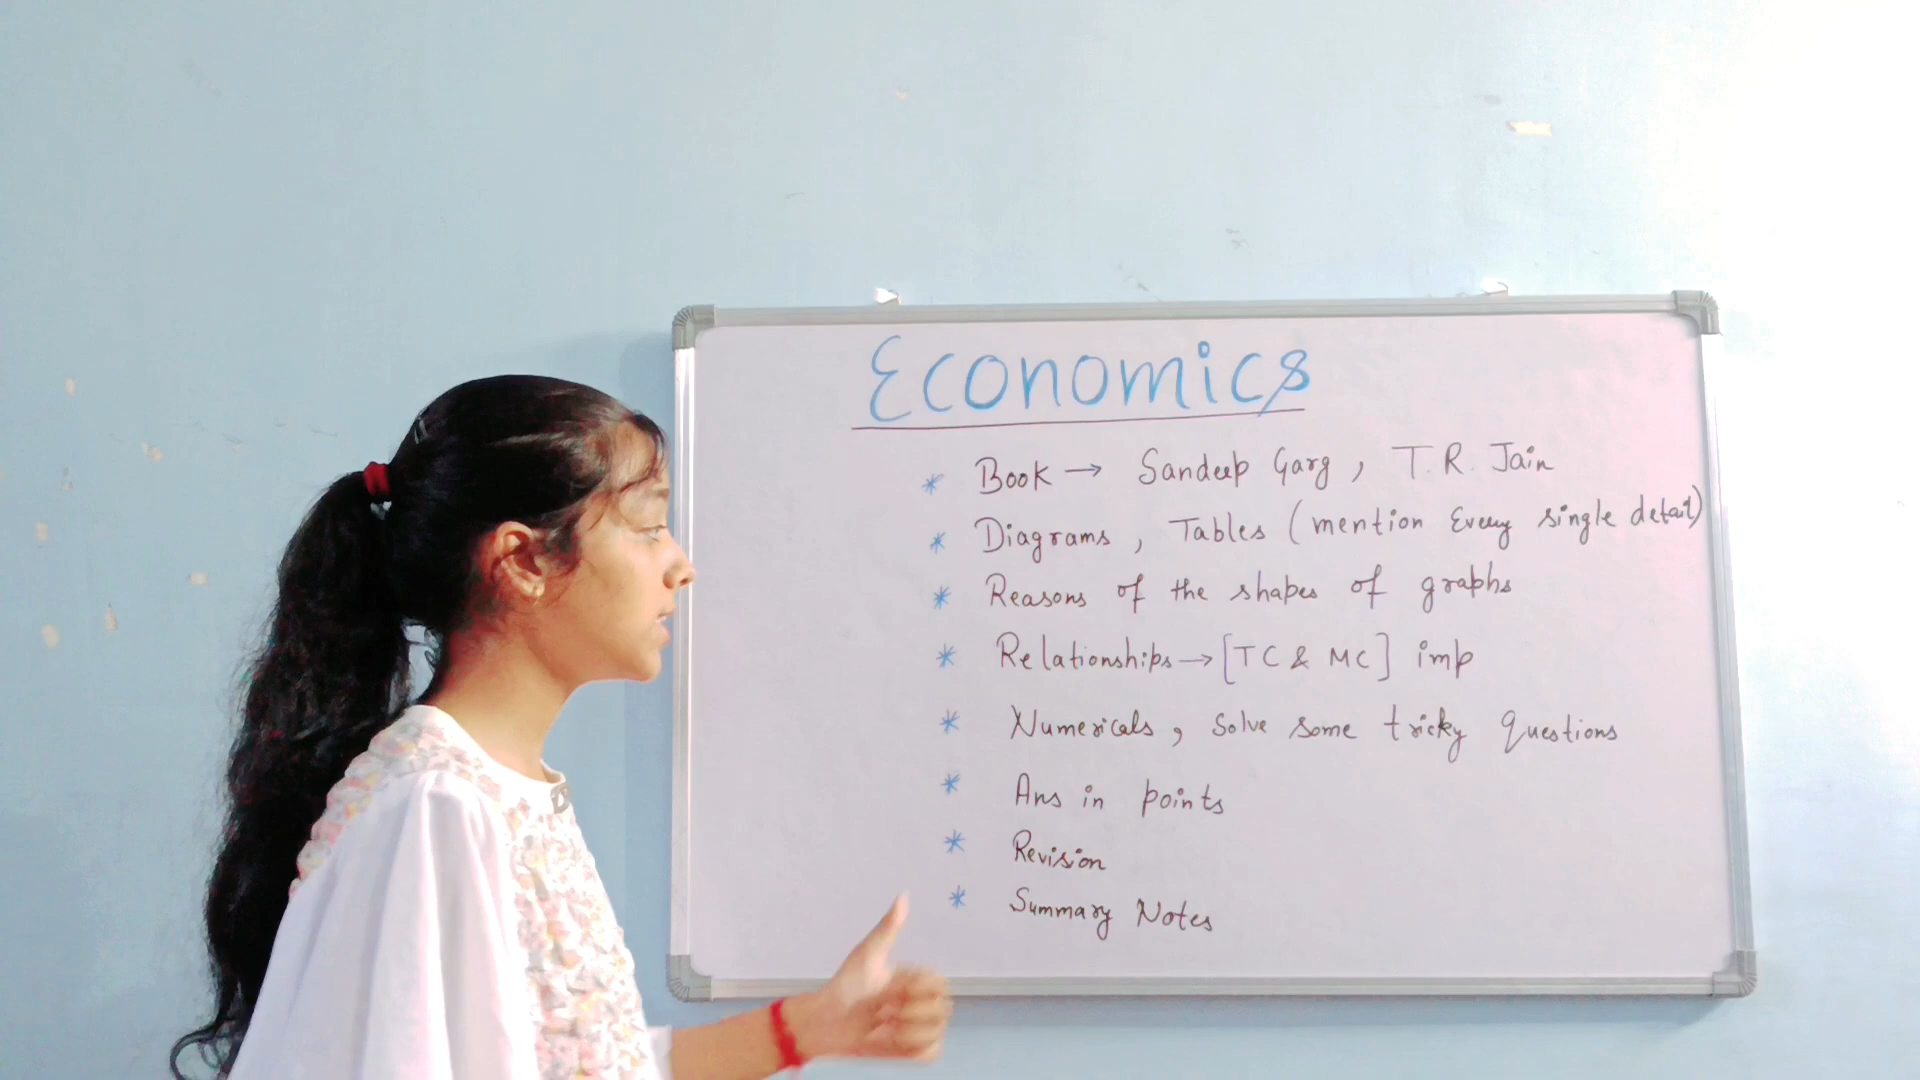 Economics
* Book → Sandeep Garg, T.R. Jain
* Diagrams, Tables (mention Every single detail)
* Reasons of the shapes of graphs
* Relationships → [TC & MC] imp
* Numericals, Solve some tricky questions
* Ans in points
* Revision
* Summary Notes